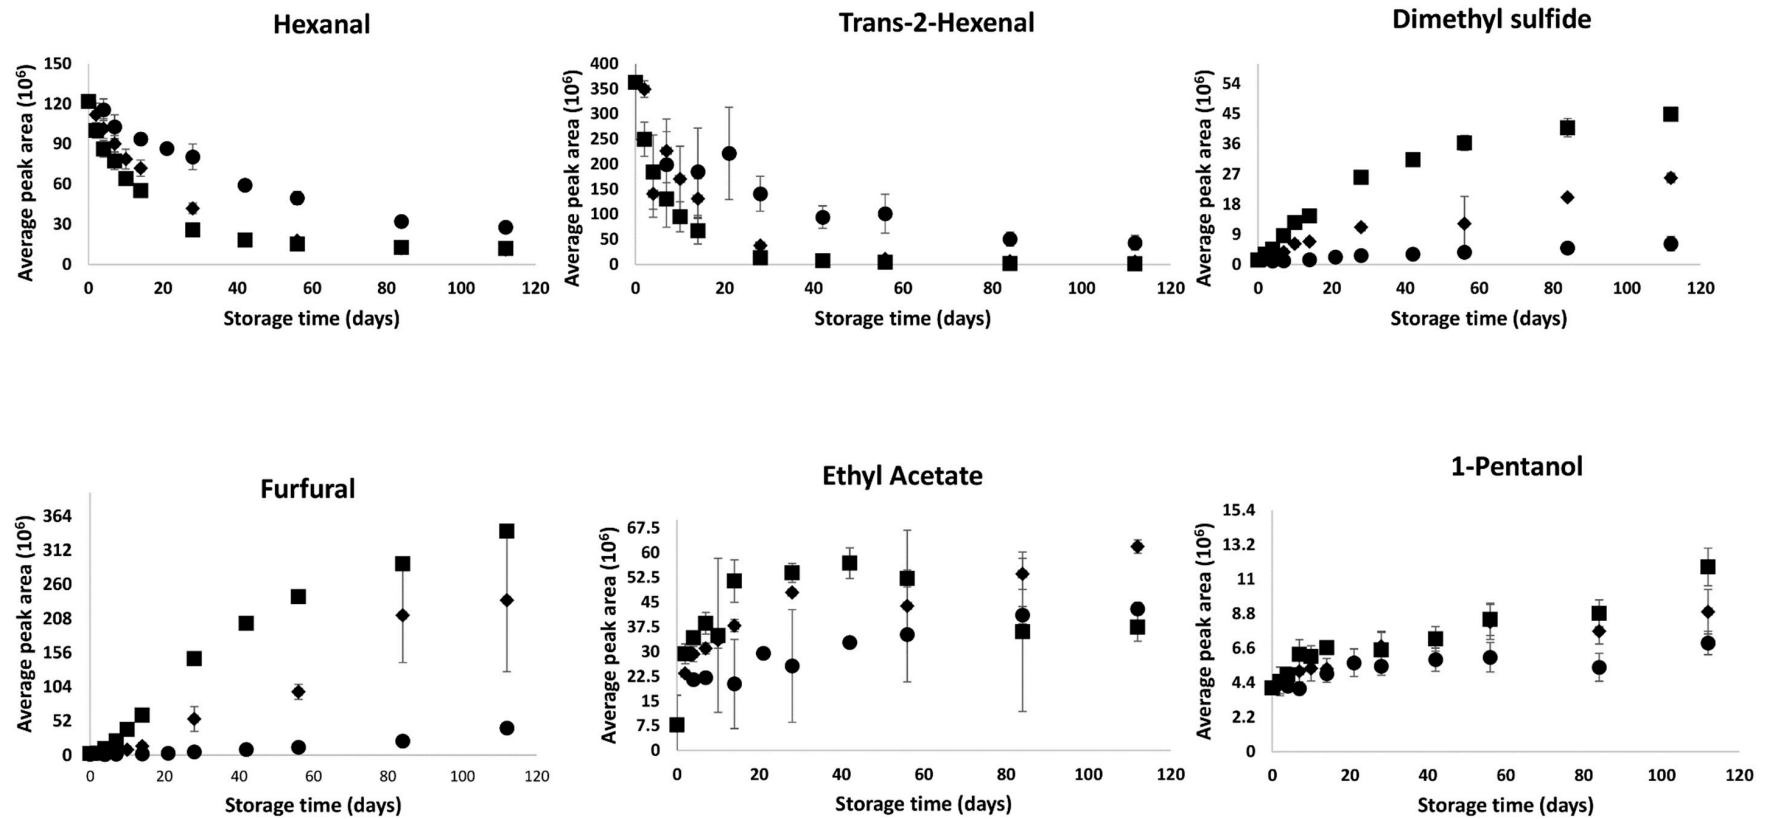 Hexanal
Average peak area (10⁶)
150
120
90
60
30
0
0 20 40 60 80 100 120
Storage time (days)
Trans-2-Hexenal
Average peak area (10⁶)
400
350
300
250
200
150
100
50
0
0 20 40 60 80 100 120
Storage time (days)
Dimethyl sulfide
Average peak area (10⁶)
54
45
36
27
18
9
0
0 20 40 60 80 100 120
Storage time (days)
Furfural
Average peak area (10⁶)
364
312
260
208
156
104
52
0
0 20 40 60 80 100 120
Storage time (days)
Ethyl Acetate
Average peak area (10⁶)
67.5
60
52.5
45
37.5
30
22.5
15
7.5
0
0 20 40 60 80 100 120
Storage time (days)
1-Pentanol
Average peak area (10⁶)
15.4
13.2
11
8.8
6.6
4.4
2.2
0
0 20 40 60 80 100 120
Storage time (days)